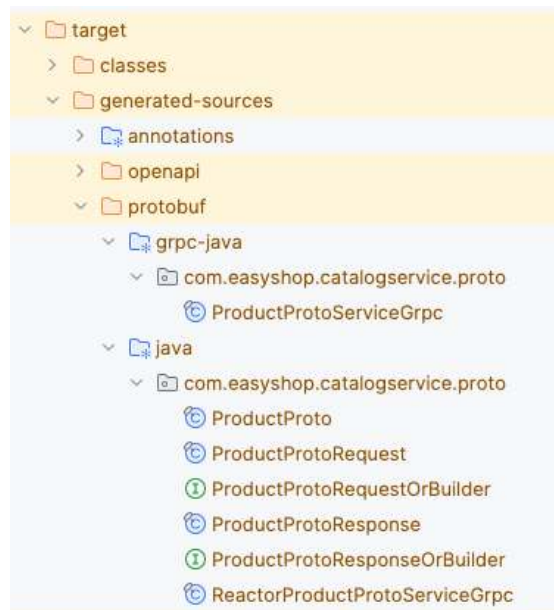 target
classes
generated-sources
annotations
openapi
protobuf
grpc-java
com.easyshop.catalogservice.proto
ProductProtoServiceGrpc
java
com.easyshop.catalogservice.proto
ProductProto
ProductProtoRequest
ProductProtoRequestOrBuilder
ProductProtoResponse
ProductProtoResponseOrBuilder
ReactorProductProtoServiceGrpc